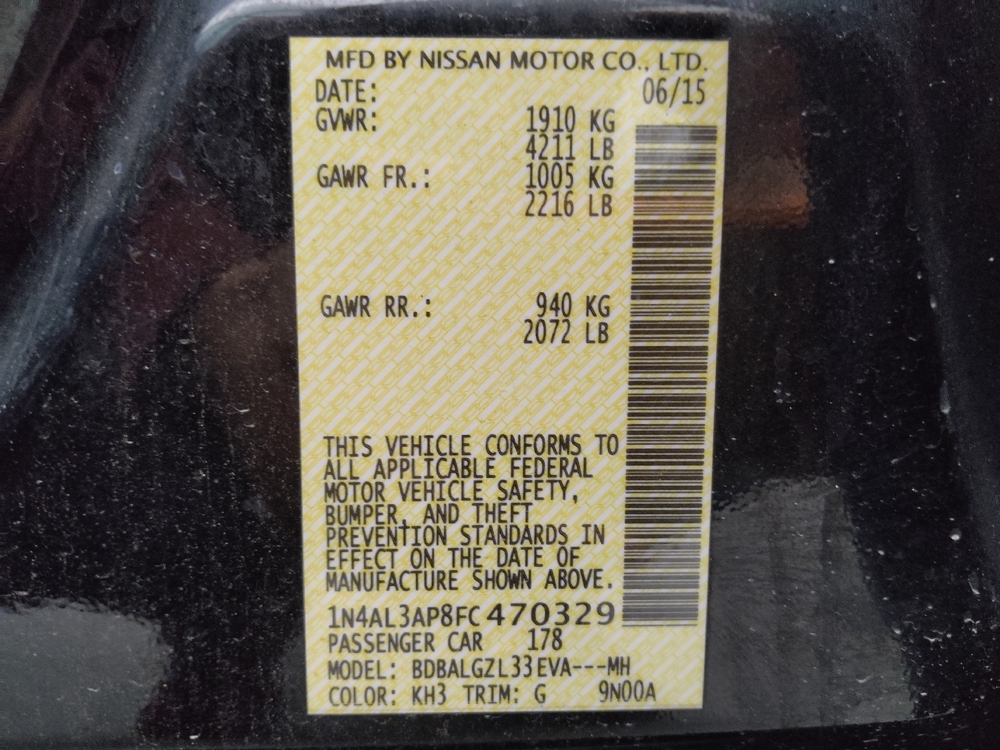 MFD BY NISSAN MOTOR CO., LTD.
DATE: 06/15
GVWR: 1910 KG
4211 LB
GAWR FR.: 1005 KG
2216 LB
GAWR RR.: 940 KG
2072 LB
THIS VEHICLE CONFORMS TO
ALL APPLICABLE FEDERAL
MOTOR VEHICLE SAFETY,
BUMPER, AND THEFT
PREVENTION STANDARDS IN
EFFECT ON THE DATE OF
MANUFACTURE SHOWN ABOVE.
1N4AL3AP8FC470329
PASSENGER CAR 178
MODEL: BDBALGZL33EVA---MH
COLOR: KH3 TRIM: G 9N00A